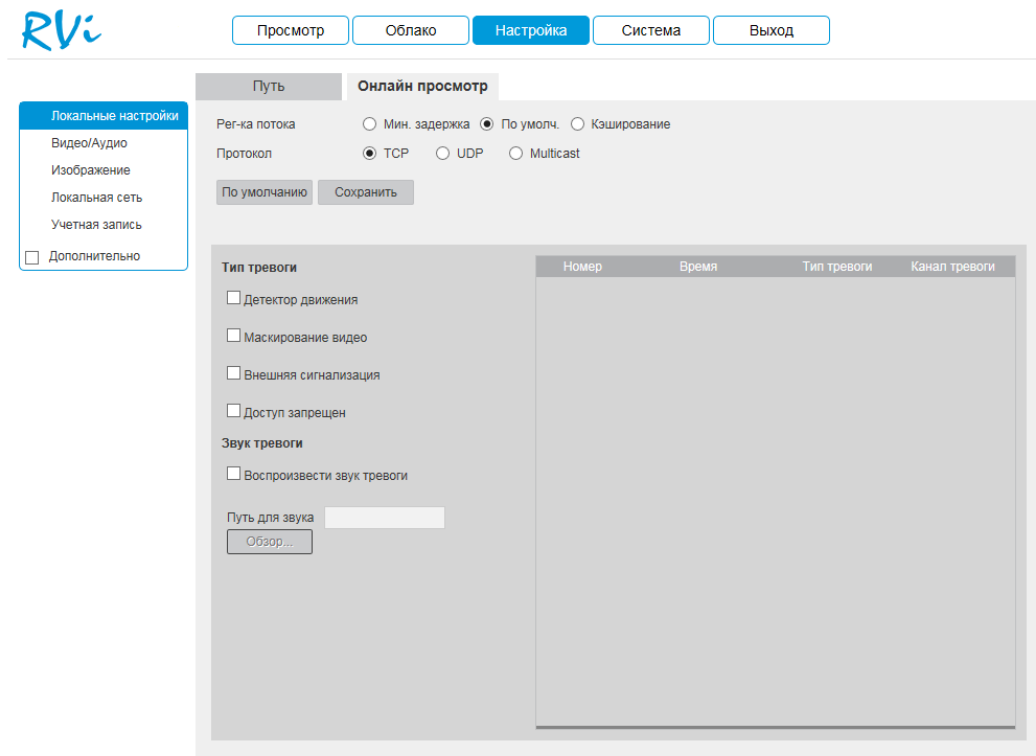 RVi
Просмотр Облако Настройка Система Выход
Путь Онлайн просмотр
Локальные настройки
Видео/Аудио
Изображение
Локальная сеть
Учетная запись
Дополнительно
Рег-ка потока Мин. задержка По умолч. Кэширование
Протокол TCP UDP Multicast
По умолчанию Сохранить
Тип тревоги
Детектор движения
Маскирование видео
Внешняя сигнализация
Доступ запрещен
Звук тревоги
Воспроизвести звук тревоги
Путь для звука
Обзор...
Номер Время Тип тревоги Канал тревоги